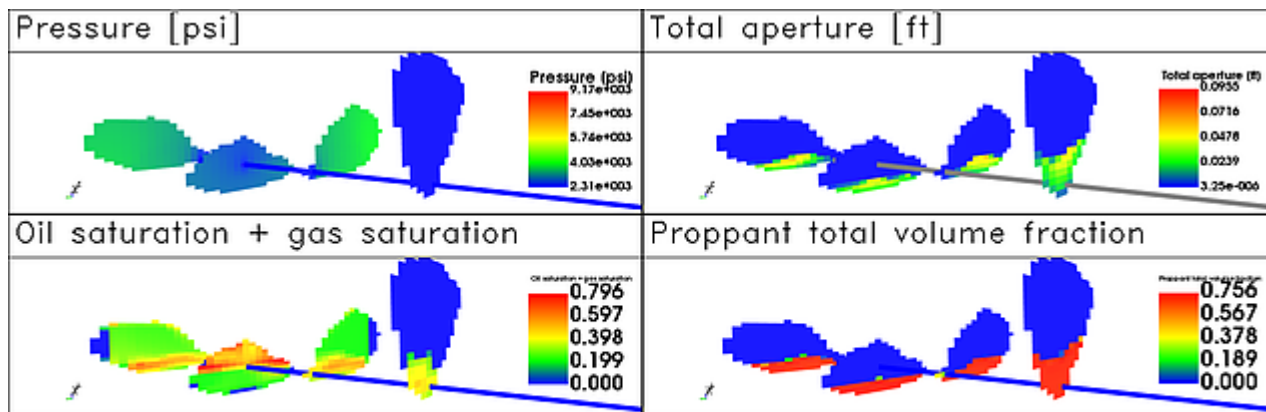 Pressure [psi]
Pressure (psi)
9.17e+003
7.45e+003
5.74e+003
4.03e+003
2.31e+003
Total aperture [ft]
Total aperture (ft)
0.0955
0.0716
0.0478
0.0239
3.25e-006
Oil saturation + gas saturation
Oil saturation + gas saturation
0.796
0.597
0.398
0.199
0.000
Proppant total volume fraction
Proppant total volume fraction
0.756
0.567
0.378
0.189
0.000